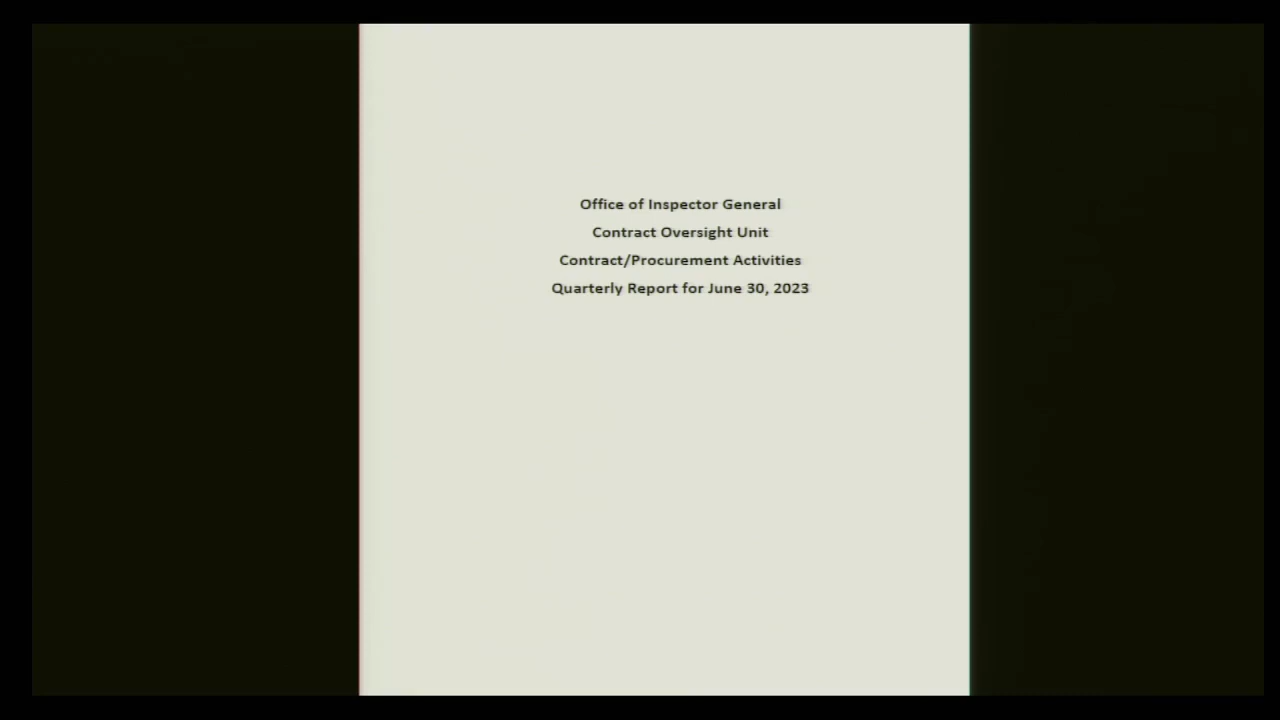 Office of Inspector General
Contract Oversight Unit
Contract/Procurement Activities
Quarterly Report for June 30, 2023